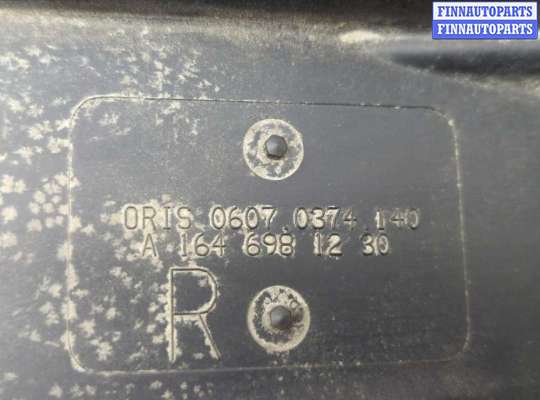 FINNAUTOPARTS
FINNAUTOPARTS
ORIS 0607.0374.140
A 164 698 12 30
R